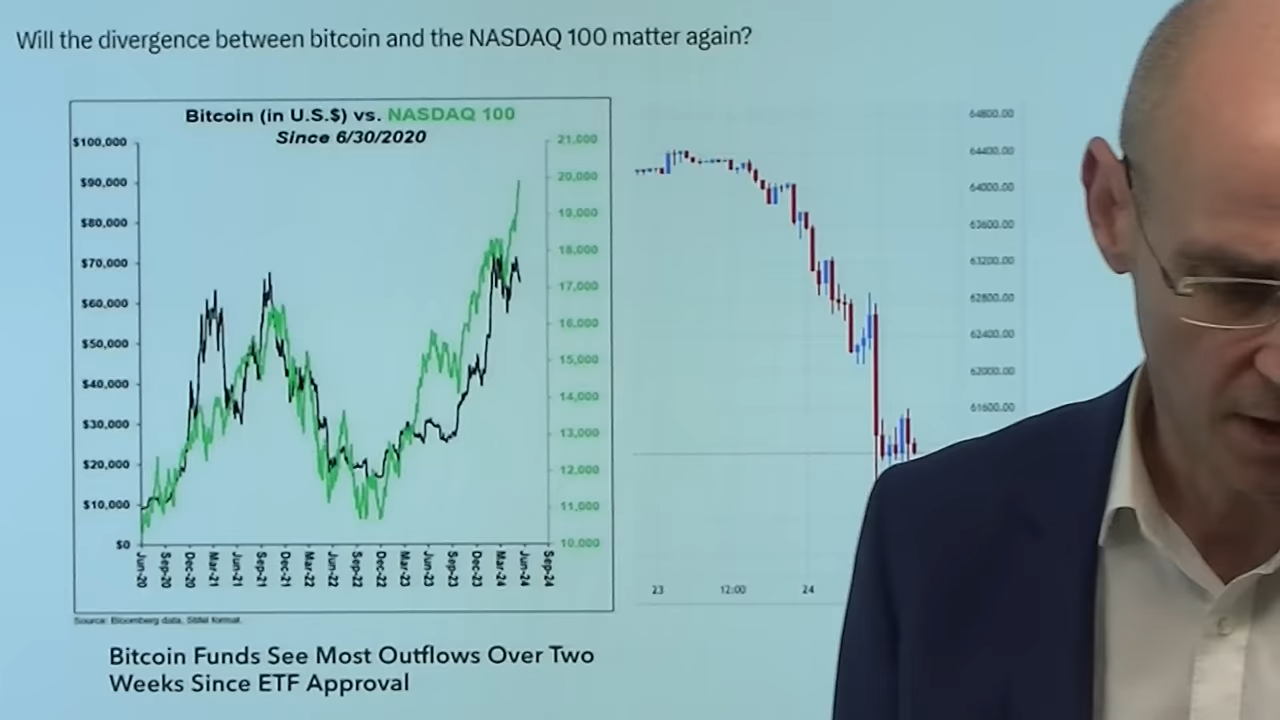 Will the divergence between bitcoin and the NASDAQ 100 matter again?
Bitcoin (in U.S.$) vs. NASDAQ 100
Since 6/30/2020
$100,000
$90,000
$80,000
$70,000
$60,000
$50,000
$40,000
$30,000
$20,000
$10,000
$0
21,000
20,000
19,000
18,000
17,000
16,000
15,000
14,000
13,000
12,000
11,000
10,000
Jun-20
Sep-20
Dec-20
Mar-21
Jun-21
Sep-21
Dec-21
Mar-22
Jun-22
Sep-22
Dec-22
Mar-23
Jun-23
Sep-23
Dec-23
Mar-24
Jun-24
Sep-24
Source: Bloomberg data, Stifel format.
64800.00
64400.00
64000.00
63600.00
63200.00
62800.00
62400.00
62000.00
61600.00
23
12:00
24
Bitcoin Funds See Most Outflows Over Two
Weeks Since ETF Approval